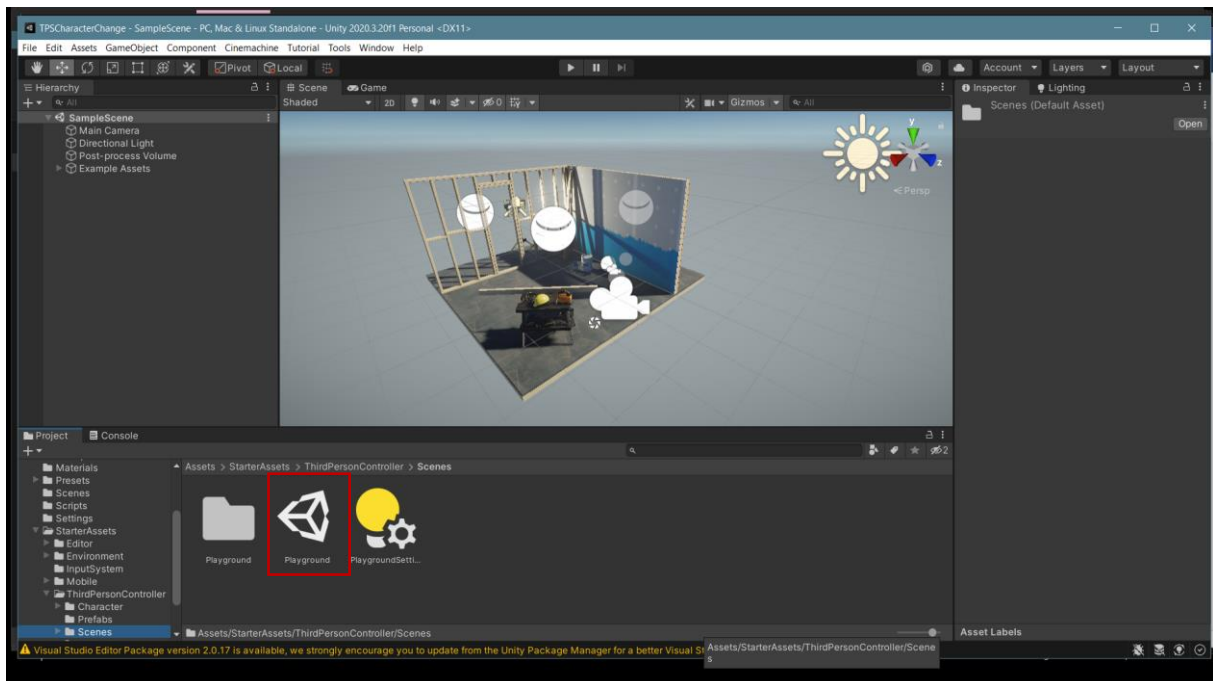 TPSCharacterChange - SampleScene - PC, Mac & Linux Standalone - Unity 2020.3.20f1 Personal <DX11>
File Edit Assets GameObject Component Cinemachine Tutorial Tools Window Help
Pivot Local Account Layers Layout
Hierarchy
All
SampleScene
Main Camera
Directional Light
Post-process Volume
Example Assets
Scene Game
Shaded 2D 0 Gizmos All
y
z
Persp
Inspector Lighting
Scenes (Default Asset)
Open
Project Console
2
Materials
Presets
Scenes
Scripts
Settings
StarterAssets
Editor
Environment
InputSystem
Mobile
ThirdPersonController
Character
Prefabs
Scenes
Assets > StarterAssets > ThirdPersonController > Scenes
Playground Playground PlaygroundSetti...
Assets/StarterAssets/ThirdPersonController/Scenes
Asset Labels
Visual Studio Editor Package version 2.0.17 is available, we strongly encourage you to update from the Unity Package Manager for a better Visual St
Assets/StarterAssets/ThirdPersonController/Scene
s